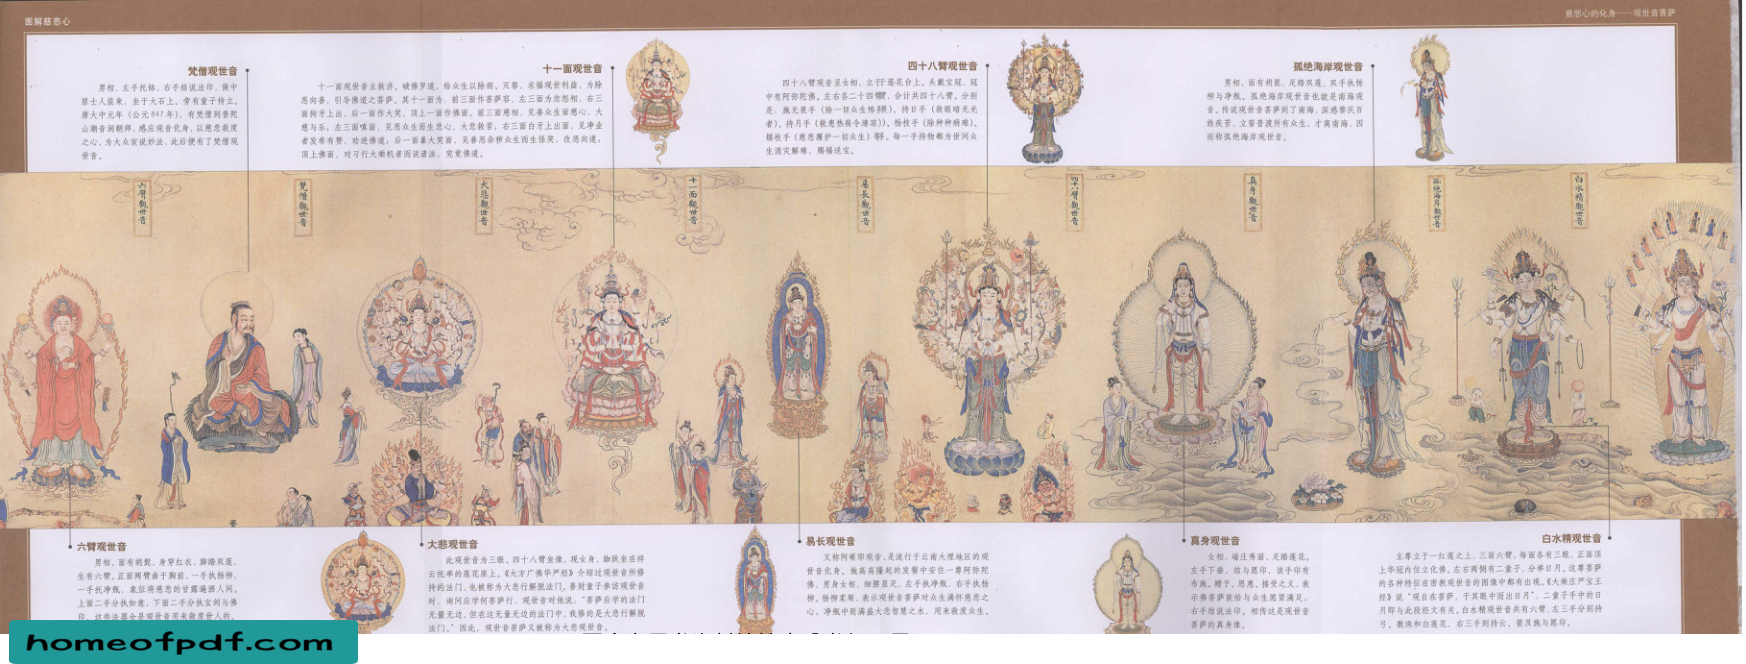 图解慈悲心
慈悲心的化身——观世音菩萨
梵僧观世音
男相，左手托钵，右手结说法印，做中
原士人装束，坐于大石上。旁有童子侍立。
唐大中元年（公元847年），有梵僧到普陀
山潮音洞朝拜，感应观音化身，以慈悲救度
之心，为大众宣说妙法，此后便有了梵僧观
世音。
十一面观世音
十一面观世音主救济，破修罗道，给众生以除病、灭罪、求福现世利益，为除
恶向善，引导佛道之菩萨。其十一面为：前三面作菩萨容，左三面为忿怒相，右三
面狗牙上出，后一面作大笑，顶上一面作佛面。前三面慈相，见善众生而慈心，大
慈与乐；左三面嗔面，见恶众生而生悲心，大悲救苦；右三面白牙上出面，见净业
者发希有赞，劝进佛道；后一面暴大笑面，见善恶杂秽众生而生怪笑，改恶向道；
顶上佛面，对习行大乘机者而说诸法，究竟佛道。
四十八臂观世音
四十八臂观音呈女相，立于莲花台上。头戴宝冠，冠
中有阿弥陀佛。左右各二十四臂，合计共四十八臂。分别
是，施无畏手（除一切众生怖畏）、持日手（救眼暗无光
者）、持月手（救患热病令清凉）、杨枝手（除种种病难）、
锡杖手（慈悲覆护一切众生）等，每一手持物都为世间众
生消灾解难，赐福送宝。
孤绝海岸观世音
男相，面有胡髭，足踏双莲，双手执杨
柳与净瓶。孤绝海岸观世音也就是南海观
音。传说观世音菩萨到了南海，深感黎民百
姓疾苦，立誓普渡所有众生，才离南海，因
而称孤绝海岸观世音。
六臂觀世音
梵僧觀世音
大悲觀世音
十一面觀世音
易長觀世音
四十八臂觀世音
真身觀世音
孤絕海岸觀世音
白水精觀世音
六臂观世音
男相，面有胡髭，身穿红衣，脚踏双莲，
生有六臂。正面两臂曲于胸前，一手执杨柳，
一手托净瓶，象征将慈悲的甘露遍洒人间。
上面二手分执如意，下面二手分执宝剑与佛
印。这些法器全是观世音用来救度世人的。
大悲观世音
此观世音为三眼，四十八臂坐像，现女身，跏趺坐在祥
云托举的莲花座上。《大方广佛华严经》介绍过观世音所修
持的法门，也被称为大悲行解脱法门。善财童子参访观世音
时，询问应学何菩萨行，观世音对他说，“菩萨应学的法门
无量无边，但在这无量无边的法门中，我修的是大悲行解脱
法门。”因此，观世音菩萨又被称为大悲观世音。
易长观世音
又称阿嵯耶观音，是流行于云南大理地区的观
世音化身。她高高隆起的发髻中安住一尊阿弥陀
佛，男身女相，细腰显足，左手执净瓶，右手执杨
柳。杨柳柔顺，表示观世音菩萨对众生满怀慈悲之
心，净瓶中则满盛大悲智慧之水，用来救度众生。
真身观世音
女相，端庄秀丽，足踏莲花。
左手下垂，结与愿印，该手印有
布施、赠予、恩惠、接受之义，表
示佛菩萨能给与众生愿望满足，
右手结说法印。相传这是观世音
菩萨的真身像。
白水精观世音
主尊立于一红莲之上，三面六臂，每面各有三眼，正面顶
上华冠内住立化佛。左右两侧有二童子，分奉日月。这尊菩萨
的各种特征在密教观世音的图像中都有出现。《大乘庄严宝王
经》说“观自在菩萨，于其眼中而出日月”，二童子手中的日
月即与此段经文有关。白水精观世音共有六臂，左三手分别持
弓、数珠和白莲花，右三手则持云、箭及施与愿印。
homeofpdf.com